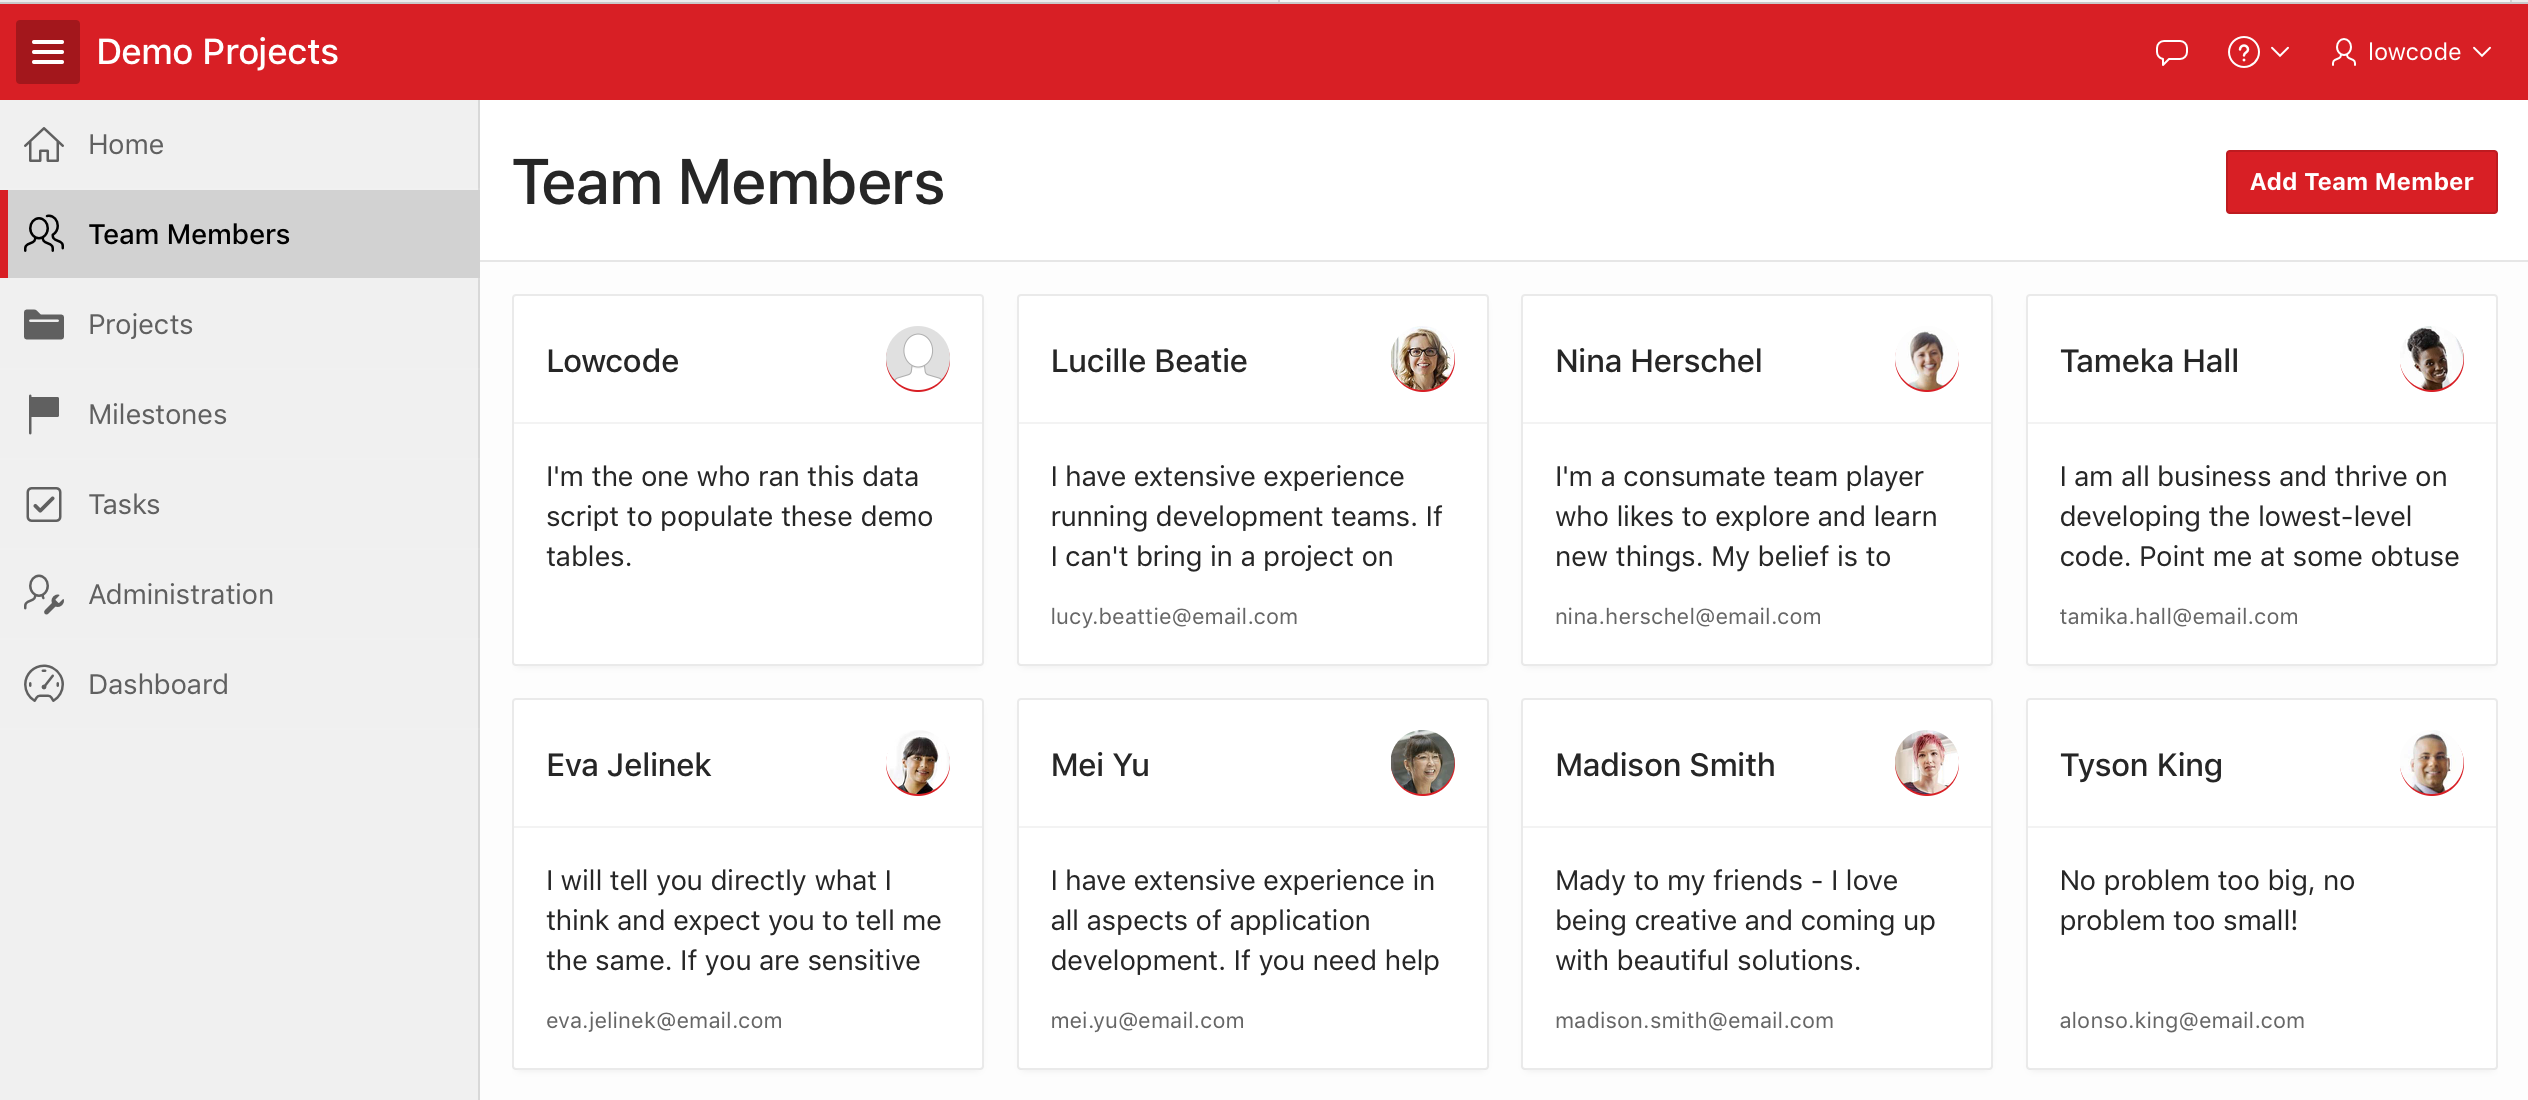 Demo Projects
lowcode
Home
Team Members
Projects
Milestones
Tasks
Administration
Dashboard
Team Members
Add Team Member
Lowcode
I'm the one who ran this data
script to populate these demo
tables.
Lucille Beatie
I have extensive experience
running development teams. If
I can't bring in a project on
lucy.beattie@email.com
Nina Herschel
I'm a consumate team player
who likes to explore and learn
new things. My belief is to
nina.herschel@email.com
Tameka Hall
I am all business and thrive on
developing the lowest-level
code. Point me at some obtuse
tamika.hall@email.com
Eva Jelinek
I will tell you directly what I
think and expect you to tell me
the same. If you are sensitive
eva.jelinek@email.com
Mei Yu
I have extensive experience in
all aspects of application
development. If you need help
mei.yu@email.com
Madison Smith
Mady to my friends - I love
being creative and coming up
with beautiful solutions.
madison.smith@email.com
Tyson King
No problem too big, no
problem too small!
alonso.king@email.com